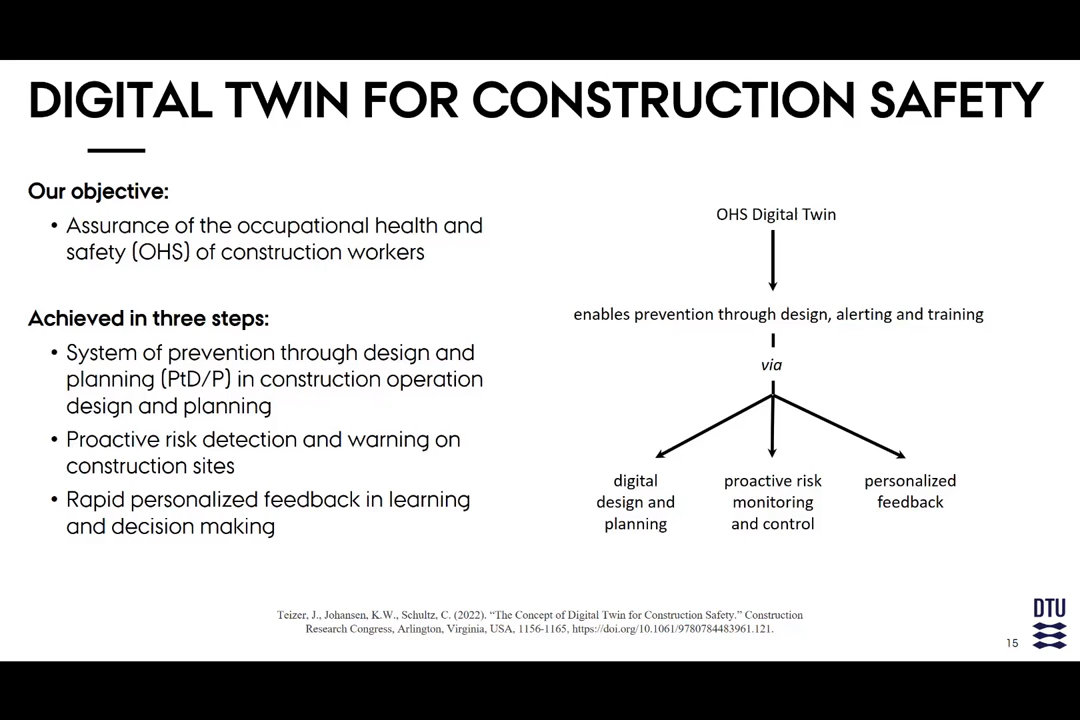 DIGITAL TWIN FOR CONSTRUCTION SAFETY
Our objective:
• Assurance of the occupational health and
safety (OHS) of construction workers
Achieved in three steps:
• System of prevention through design and
planning (PtD/P) in construction operation
design and planning
• Proactive risk detection and warning on
construction sites
• Rapid personalized feedback in learning
and decision making
OHS Digital Twin
enables prevention through design, alerting and training
via
digital
design and
planning
proactive risk
monitoring
and control
personalized
feedback
Teizer, J., Johansen, K.W., Schultz, C. (2022). “The Concept of Digital Twin for Construction Safety.” Construction
Research Congress, Arlington, Virginia, USA, 1156-1165, https://doi.org/10.1061/9780784483961.121.
15
DTU